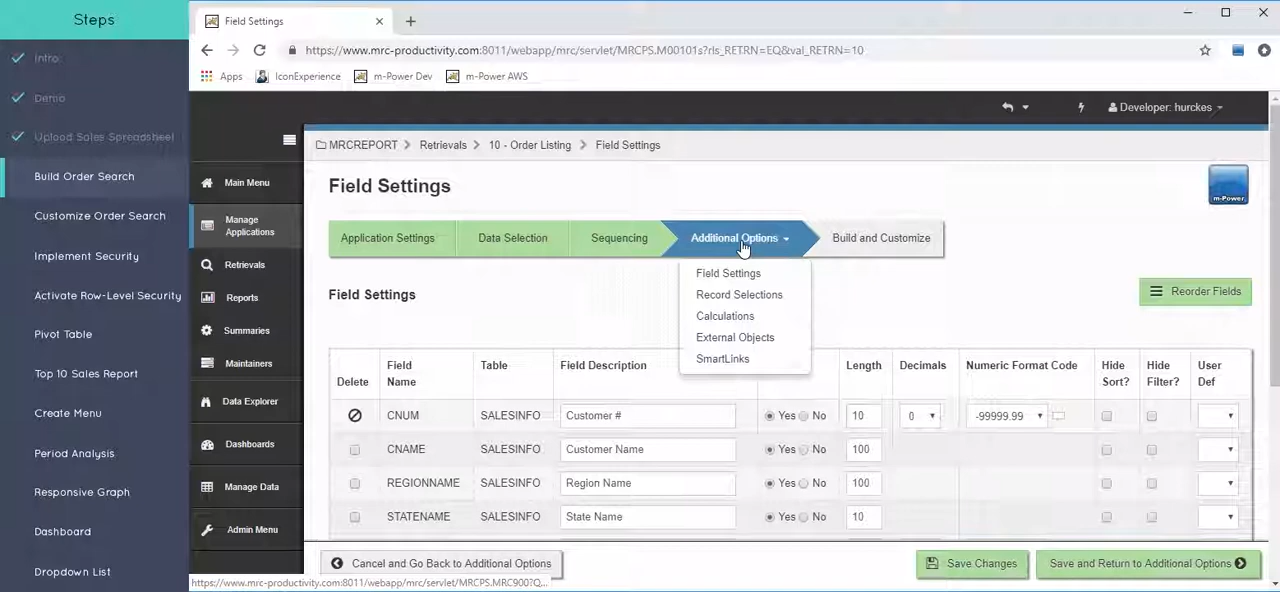 Steps
Intro
Demo
Upload Sales Spreadsheet
Build Order Search
Customize Order Search
Implement Security
Activate Row-Level Security
Pivot Table
Top 10 Sales Report
Create Menu
Period Analysis
Responsive Graph
Dashboard
Dropdown List
Field Settings
https://www.mrc-productivity.com:8011/webapp/mrc/servlet/MRCPS.M00101s?rls_RETRN=EQ&val_RETRN=10
Apps IconExperience m-Power Dev m-Power AWS
Developer: hurckes
MRCREPORT > Retrievals > 10 - Order Listing > Field Settings
Main Menu
Manage Applications
Retrievals
Reports
Summaries
Maintainers
Data Explorer
Dashboards
Manage Data
Admin Menu
Field Settings
m-Power
Application Settings Data Selection Sequencing Additional Options Build and Customize
Field Settings
Record Selections
Calculations
External Objects
SmartLinks
Field Settings
Reorder Fields
Delete Field Name Table Field Description Length Decimals Numeric Format Code Hide Sort? Hide Filter? User Def
CNUM SALESINFO Customer # Yes No 10 0 -99999.99
CNAME SALESINFO Customer Name Yes No 100
REGIONNAME SALESINFO Region Name Yes No 100
STATENAME SALESINFO State Name Yes No 10
Cancel and Go Back to Additional Options Save Changes Save and Return to Additional Options
https://www.mrc-productivity.com:8011/webapp/mrc/servlet/MRCPS.MRC900?Q...